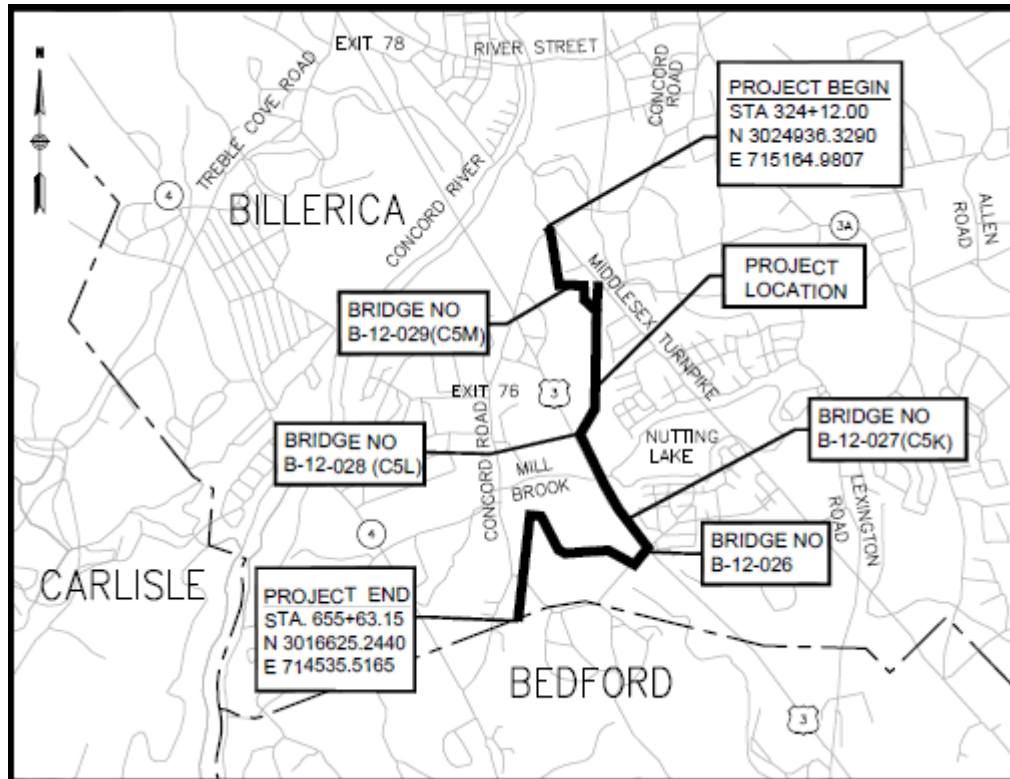 EXIT 78
RIVER STREET
CONCORD
ROAD
PROJECT BEGIN
STA 324+12.00
N 3024936.3290
E 715164.9807
N
TREBLE COVE ROAD
4
BILLERICA
CONCORD RIVER
3A
ALLEN
ROAD
MIDDLESEX TURNPIKE
PROJECT
LOCATION
BRIDGE NO
B-12-029(C5M)
EXIT 76
3
CONCORD ROAD
BRIDGE NO
B-12-028 (C5L)
NUTTING
LAKE
BRIDGE NO
B-12-027(C5K)
MILL
BROOK
LEXINGTON
ROAD
4
BRIDGE NO
B-12-026
CARLISLE
PROJECT END
STA. 655+63.15
N 3016625.2440
E 714535.5165
BEDFORD
3